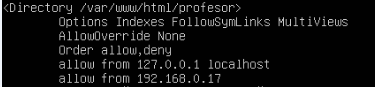 <Directory /var/www/html/profesor>
Options Indexes FollowSymLinks MultiViews
AllowOverride None
Order allow,deny
allow from 127.0.0.1 localhost
allow from 192.168.0.17